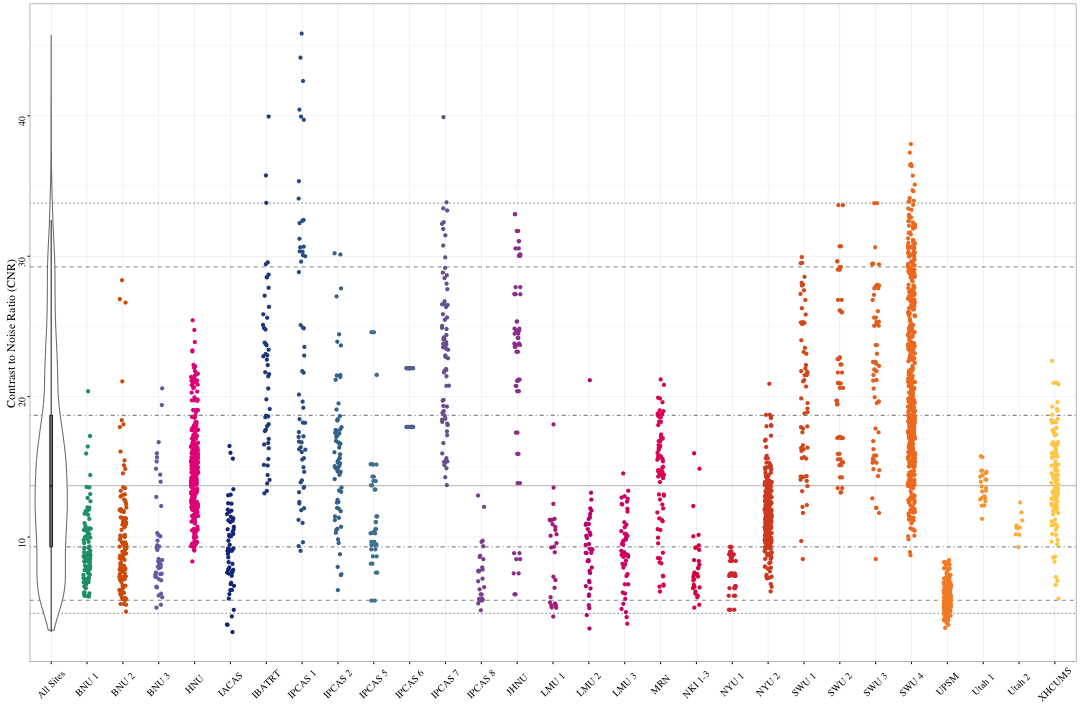 Contrast to Noise Ratio (CNR)
40
30
20
10
All Sites
BNU 1
BNU 2
BNU 3
HNU
IACAS
IBATRT
IPCAS 1
IPCAS 2
IPCAS 5
IPCAS 6
IPCAS 7
IPCAS 8
JHNU
LMU 1
LMU 2
LMU 3
MRN
NKI 1-3
NYU 1
NYU 2
SWU 1
SWU 2
SWU 3
SWU 4
UPSM
Utah 1
Utah 2
XHCUMS